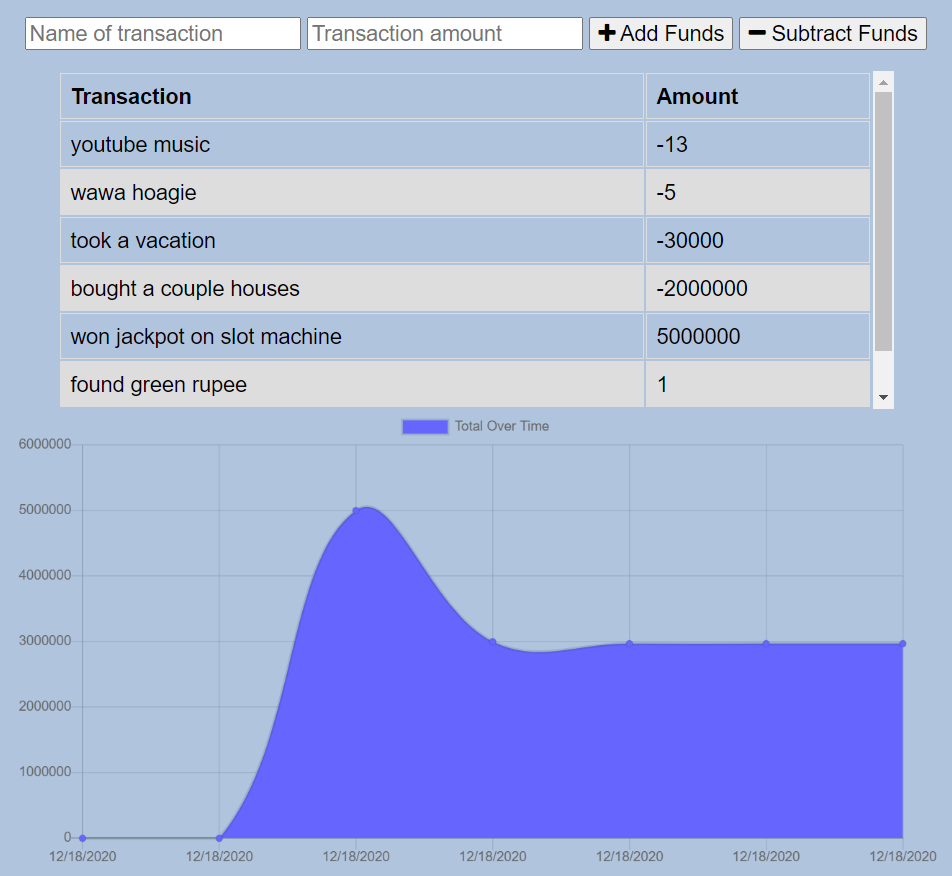 Name of transaction Transaction amount Add Funds Subtract Funds
Transaction Amount
youtube music -13
wawa hoagie -5
took a vacation -30000
bought a couple houses -2000000
won jackpot on slot machine 5000000
found green rupee 1
Total Over Time
6000000
5000000
4000000
3000000
2000000
1000000
0
12/18/2020 12/18/2020 12/18/2020 12/18/2020 12/18/2020 12/18/2020 12/18/2020